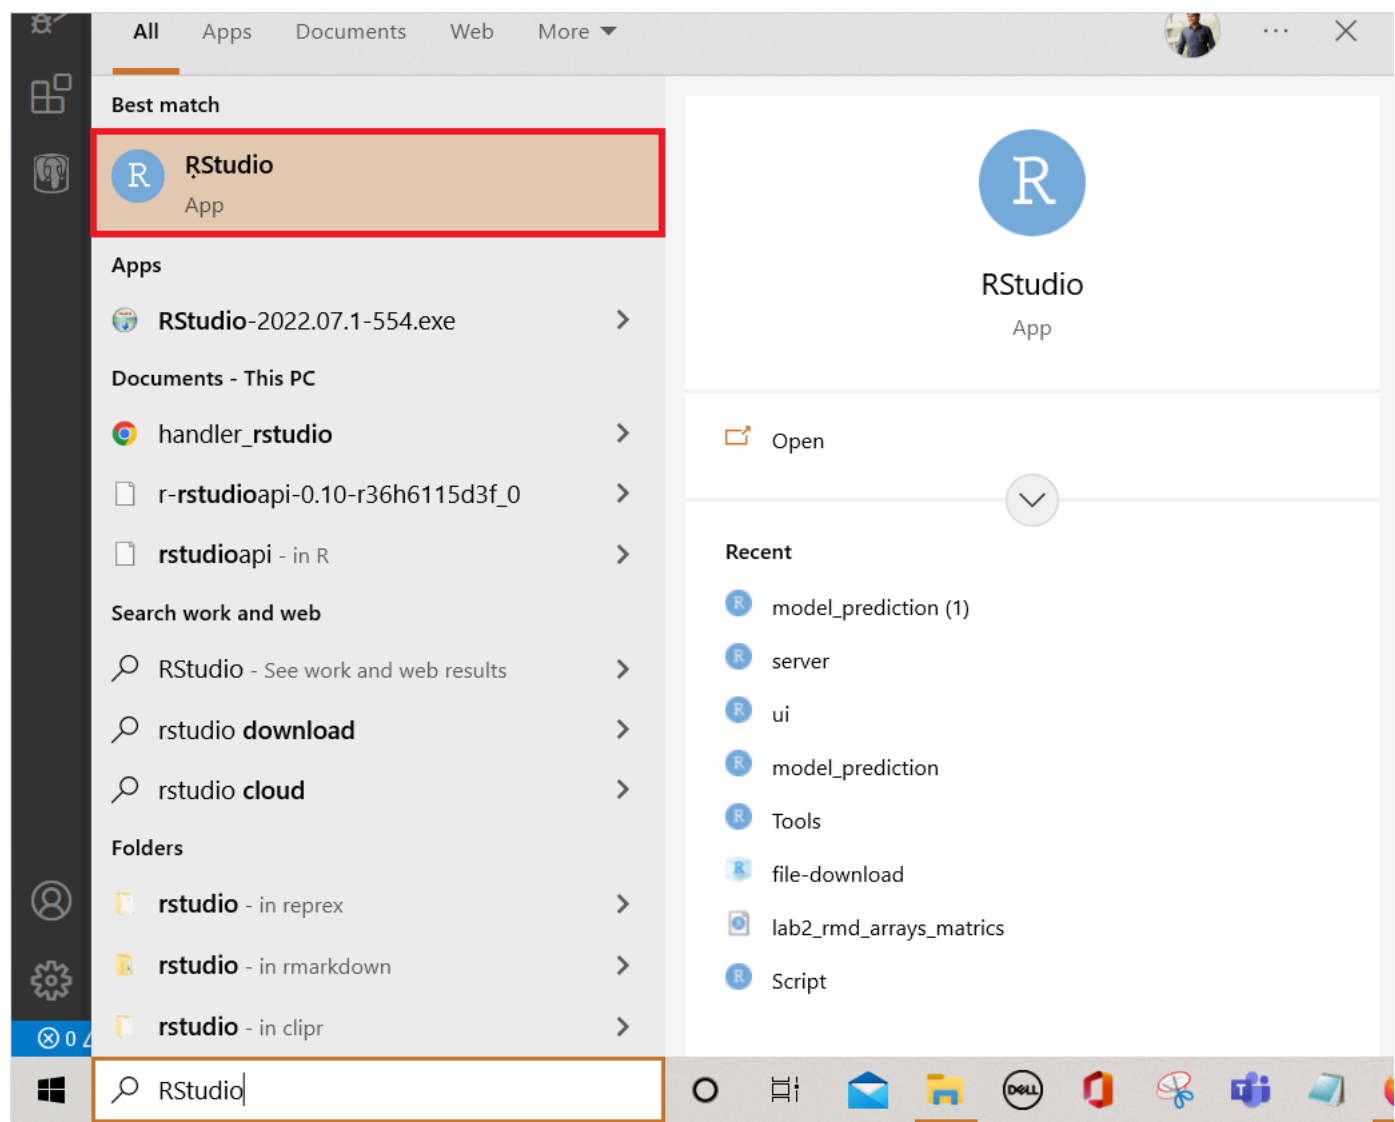 All Apps Documents Web More
Best match
RStudio
App
Apps
RStudio-2022.07.1-554.exe
Documents - This PC
handler_rstudio
r-rstudioapi-0.10-r36h6115d3f_0
rstudioapi - in R
Search work and web
RStudio - See work and web results
rstudio download
rstudio cloud
Folders
rstudio - in reprex
rstudio - in rmarkdown
rstudio - in clipr
0
RStudio
R
R
RStudio
App
Open
Recent
model_prediction (1)
server
ui
model_prediction
Tools
file-download
lab2_rmd_arrays_matrics
Script
DELL